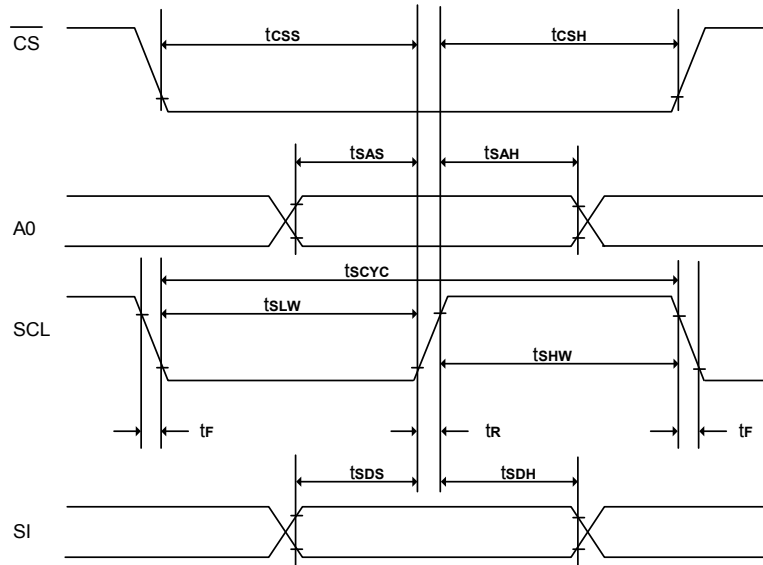 CS
tCSS
tCSH
tSAS
tSAH
A0
tSCYC
SCL
tSLW
tSHW
tF
tR
tF
tSDS
tSDH
SI